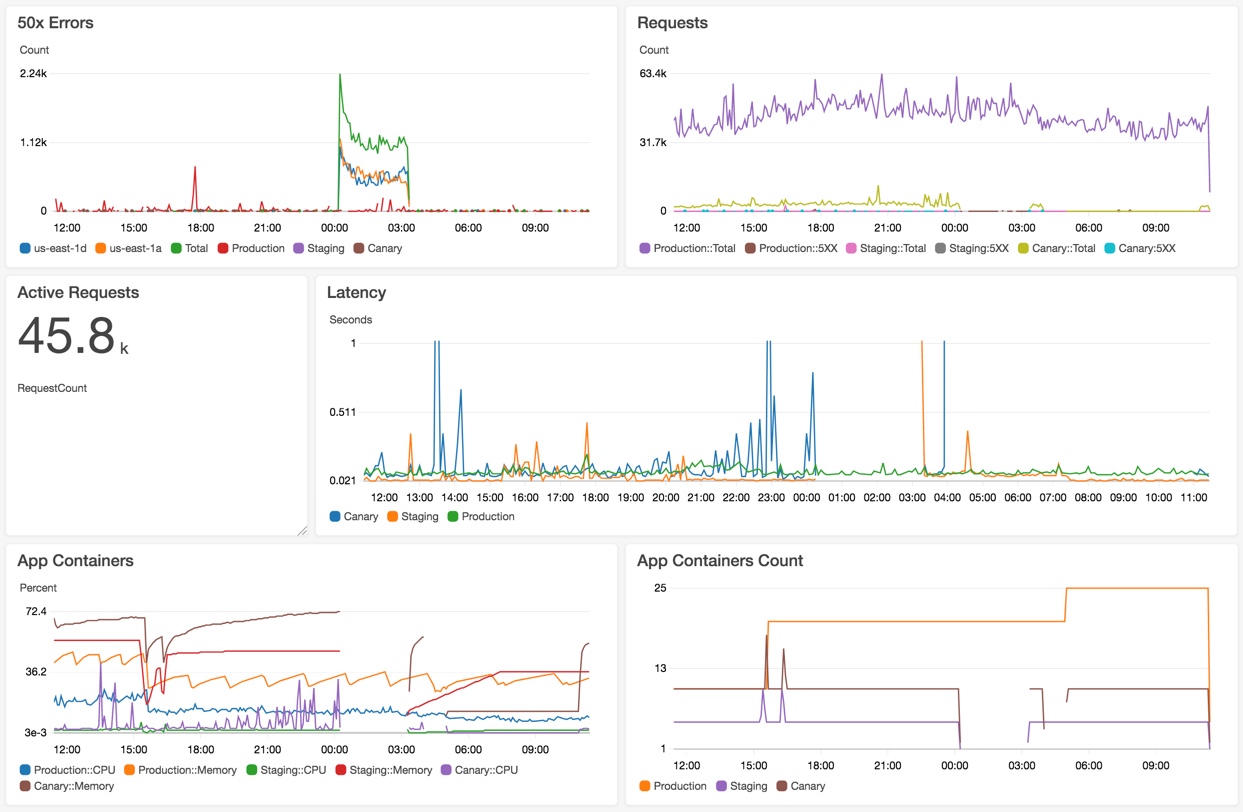 50x Errors
Count
2.24k
1.12k
0
12:00 15:00 18:00 21:00 00:00 03:00 06:00 09:00
us-east-1d us-east-1a Total Production Staging Canary
Requests
Count
63.4k
31.7k
0
12:00 15:00 18:00 21:00 00:00 03:00 06:00 09:00
Production::Total Production::5XX Staging::Total Staging:5XX Canary::Total Canary:5XX
Active Requests
45.8 k
RequestCount
Latency
Seconds
1
0.511
0.021
12:00 13:00 14:00 15:00 16:00 17:00 18:00 19:00 20:00 21:00 22:00 23:00 00:00 01:00 02:00 03:00 04:00 05:00 06:00 07:00 08:00 09:00 10:00 11:00
Canary Staging Production
App Containers
Percent
72.4
36.2
3e-3
12:00 15:00 18:00 21:00 00:00 03:00 06:00 09:00
Production::CPU Production::Memory Staging::CPU Staging::Memory Canary::CPU
Canary::Memory
App Containers Count
25
13
1
12:00 15:00 18:00 21:00 00:00 03:00 06:00 09:00
Production Staging Canary